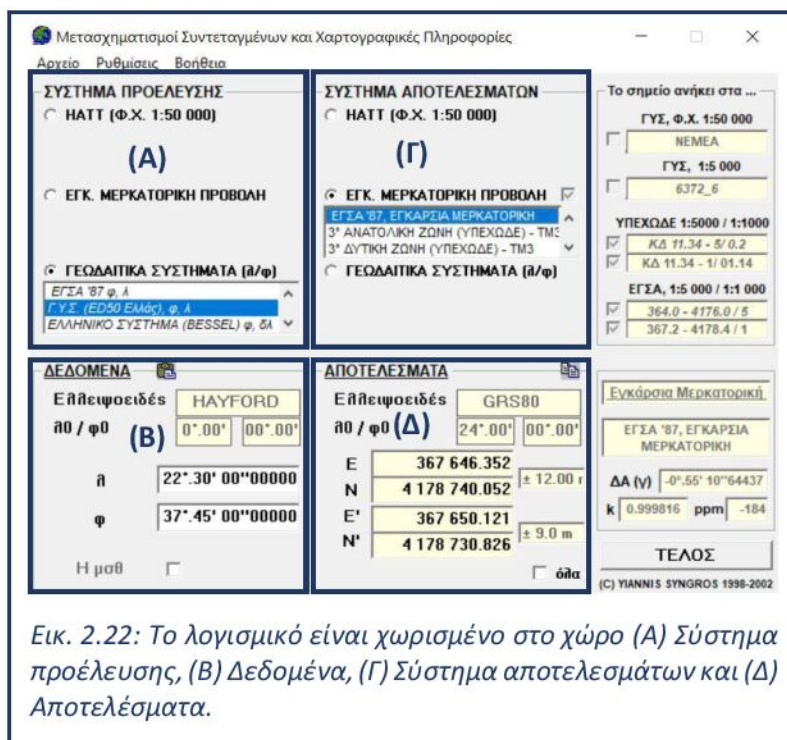 Μετασχηματισμοί Συντεταγμένων και Χαρτογραφικές Πληροφορίες
Αρχείο Ρυθμίσεις Βοήθεια
ΣΥΣΤΗΜΑ ΠΡΟΕΛΕΥΣΗΣ
ΗΑΤΤ (Φ.Χ. 1:50 000)
(Α)
ΕΓΚ. ΜΕΡΚΑΤΟΡΙΚΗ ΠΡΟΒΟΛΗ
ΓΕΩΔΑΙΤΙΚΑ ΣΥΣΤΗΜΑΤΑ (λ/φ)
ΕΓΣΑ '87 φ, λ
Γ.Υ.Σ. (ED50 Ελλάς), φ, λ
ΕΛΛΗΝΙΚΟ ΣΥΣΤΗΜΑ (BESSEL) φ, δλ
ΣΥΣΤΗΜΑ ΑΠΟΤΕΛΕΣΜΑΤΩΝ
ΗΑΤΤ (Φ.Χ. 1:50 000)
(Γ)
ΕΓΚ. ΜΕΡΚΑΤΟΡΙΚΗ ΠΡΟΒΟΛΗ
ΕΓΣΑ '87, ΕΓΚΑΡΣΙΑ ΜΕΡΚΑΤΟΡΙΚΗ
3° ΑΝΑΤΟΛΙΚΗ ΖΩΝΗ (ΥΠΕΧΩΔΕ) - ΤΜ3
3° ΔΥΤΙΚΗ ΖΩΝΗ (ΥΠΕΧΩΔΕ) - ΤΜ3
ΓΕΩΔΑΙΤΙΚΑ ΣΥΣΤΗΜΑΤΑ (λ/φ)
Το σημείο ανήκει στα ...
ΓΥΣ, Φ.Χ. 1:50 000
ΝΕΜΕΑ
ΓΥΣ, 1:5 000
6372_6
ΥΠΕΧΩΔΕ 1:5000 / 1:1000
ΚΔ 11.34 - 5/ 0.2
ΚΔ 11.34 - 1/ 01.14
ΕΓΣΑ, 1:5 000 / 1:1 000
364.0 - 4176.0 / 5
367.2 - 4178.4 / 1
ΔΕΔΟΜΕΝΑ
Ελλειψοειδές HAYFORD
λ0 / φ0 0°.00' 00°.00'
(Β)
λ 22°.30' 00''00000
φ 37°.45' 00''00000
Η μσθ
ΑΠΟΤΕΛΕΣΜΑΤΑ
Ελλειψοειδές GRS80
λ0 / φ0 (Δ) 24°.00' 00°.00'
E 367 646.352
± 12.00
N 4 178 740.052
E' 367 650.121
± 9.0 m
N' 4 178 730.826
όλα
Εγκάρσια Μερκατορική
ΕΓΣΑ '87, ΕΓΚΑΡΣΙΑ
ΜΕΡΚΑΤΟΡΙΚΗ
ΔΑ (γ) -0°.55' 10''64437
k 0.999816 ppm -184
ΤΕΛΟΣ
(C) YIANNIS SYNGROS 1998-2002
Εικ. 2.22: Το λογισμικό είναι χωρισμένο στο χώρο (Α) Σύστημα
προέλευσης, (Β) Δεδομένα, (Γ) Σύστημα αποτελεσμάτων και (Δ)
Αποτελέσματα.